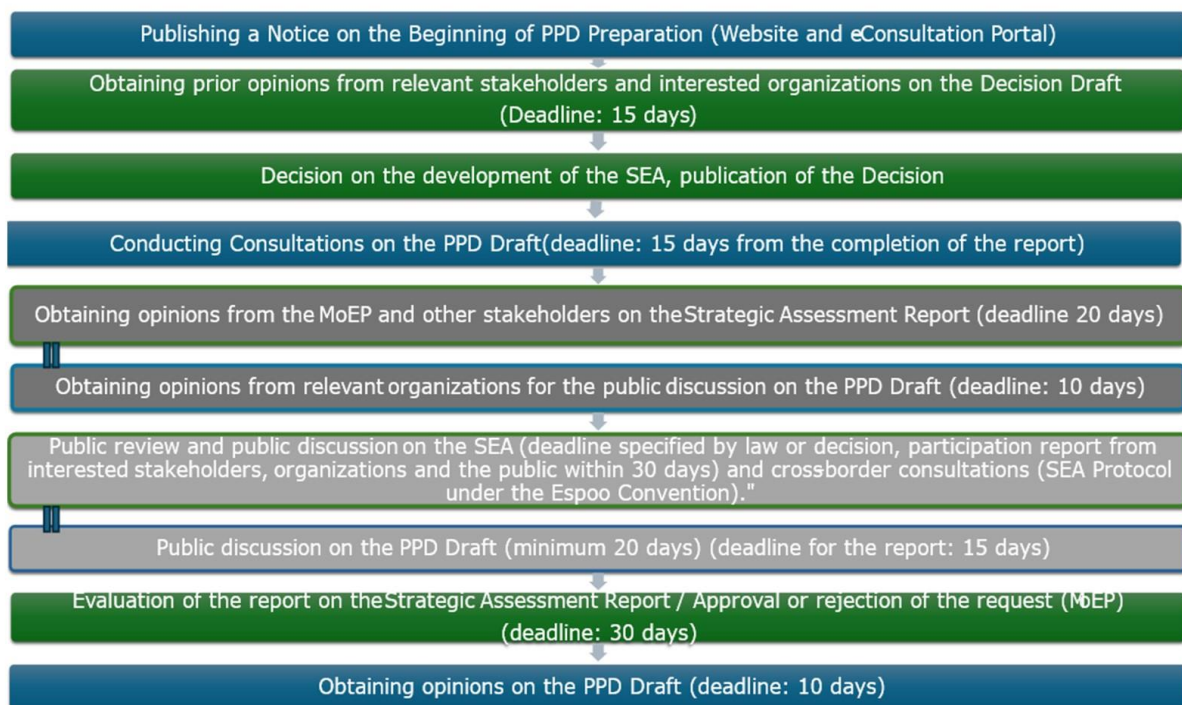 Publishing a Notice on the Beginning of PPD Preparation (Website and eConsultation Portal)
Obtaining prior opinions from relevant stakeholders and interested organizations on the Decision Draft
(Deadline: 15 days)
Decision on the development of the SEA, publication of the Decision
Conducting Consultations on the PPD Draft(deadline: 15 days from the completion of the report)
Obtaining opinions from the MoEP and other stakeholders on the Strategic Assessment Report (deadline 20 days)
Obtaining opinions from relevant organizations for the public discussion on the PPD Draft (deadline: 10 days)
Public review and public discussion on the SEA (deadline specified by law or decision, participation report from
interested stakeholders, organizations and the public within 30 days) and cross-border consultations (SEA Protocol
under the Espoo Convention)."
Public discussion on the PPD Draft (minimum 20 days) (deadline for the report: 15 days)
Evaluation of the report on the Strategic Assessment Report / Approval or rejection of the request (MoEP)
(deadline: 30 days)
Obtaining opinions on the PPD Draft (deadline: 10 days)